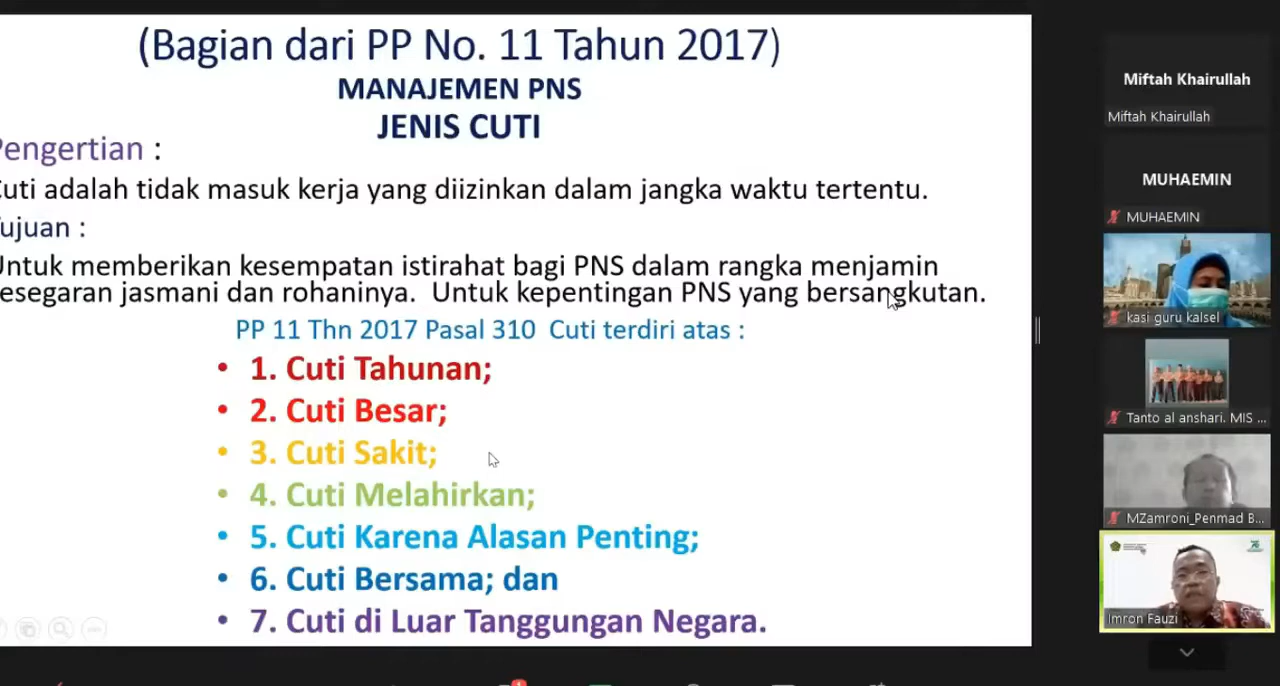 (Bagian dari PP No. 11 Tahun 2017)
MANAJEMEN PNS
JENIS CUTI
Pengertian :
Cuti adalah tidak masuk kerja yang diizinkan dalam jangka waktu tertentu.
Tujuan :
Untuk memberikan kesempatan istirahat bagi PNS dalam rangka menjamin
kesegaran jasmani dan rohaninya. Untuk kepentingan PNS yang bersangkutan.
PP 11 Thn 2017 Pasal 310 Cuti terdiri atas :
• 1. Cuti Tahunan;
• 2. Cuti Besar;
• 3. Cuti Sakit;
• 4. Cuti Melahirkan;
• 5. Cuti Karena Alasan Penting;
• 6. Cuti Bersama; dan
• 7. Cuti di Luar Tanggungan Negara.
Miftah Khairullah
Miftah Khairullah
MUHAEMIN
MUHAEMIN
kasi guru kalsel
Tanto al anshari. MIS ...
MZamroni_Penmad B...
Imron Fauzi